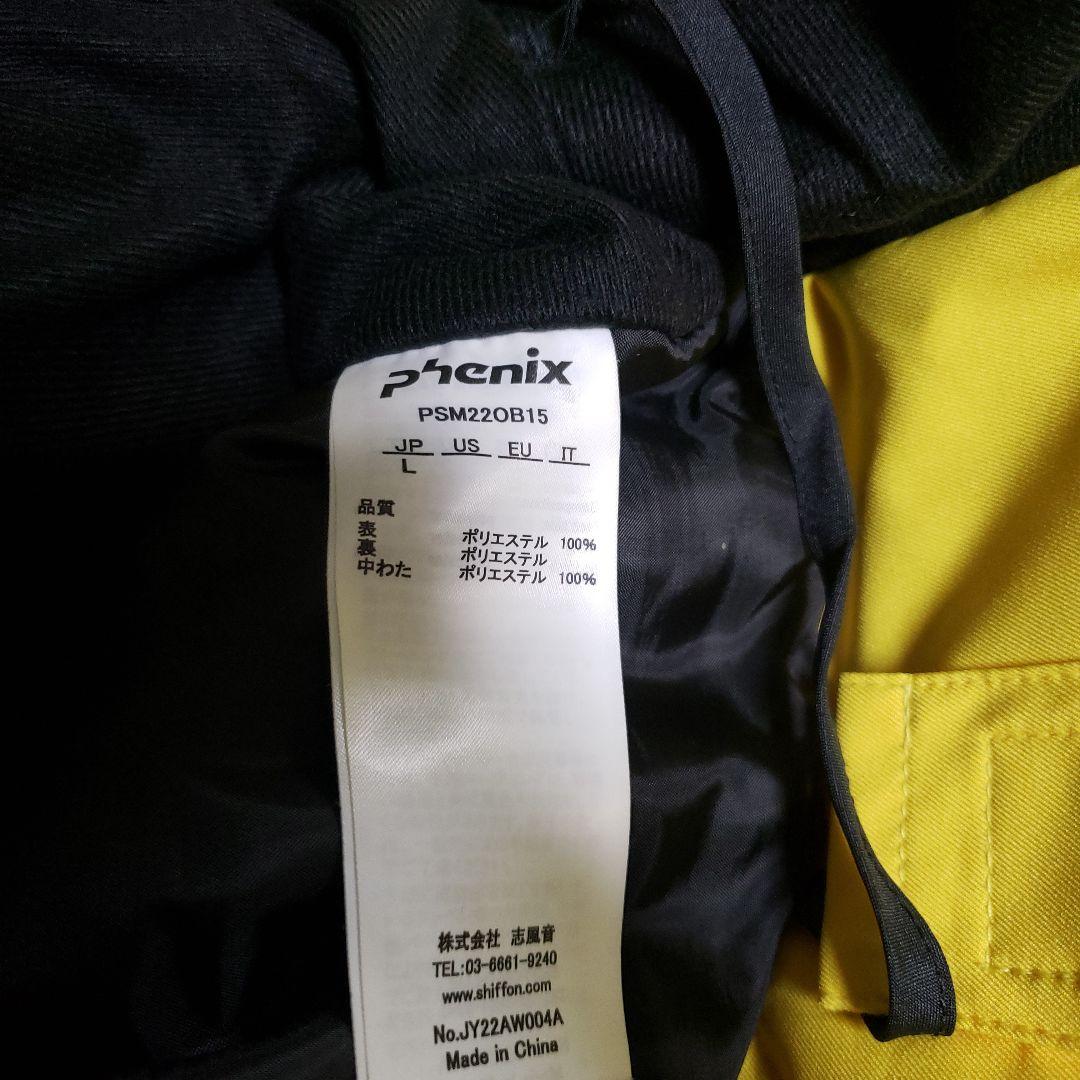 phenix
PSM22OB15
JP US EU IT
L
品質
表 ポリエステル 100%
裏 ポリエステル
中わた ポリエステル 100%
株式会社 志風音
TEL:03-6661-9240
www.shiffon.co.jp
No.JY22AW004A
Made in China